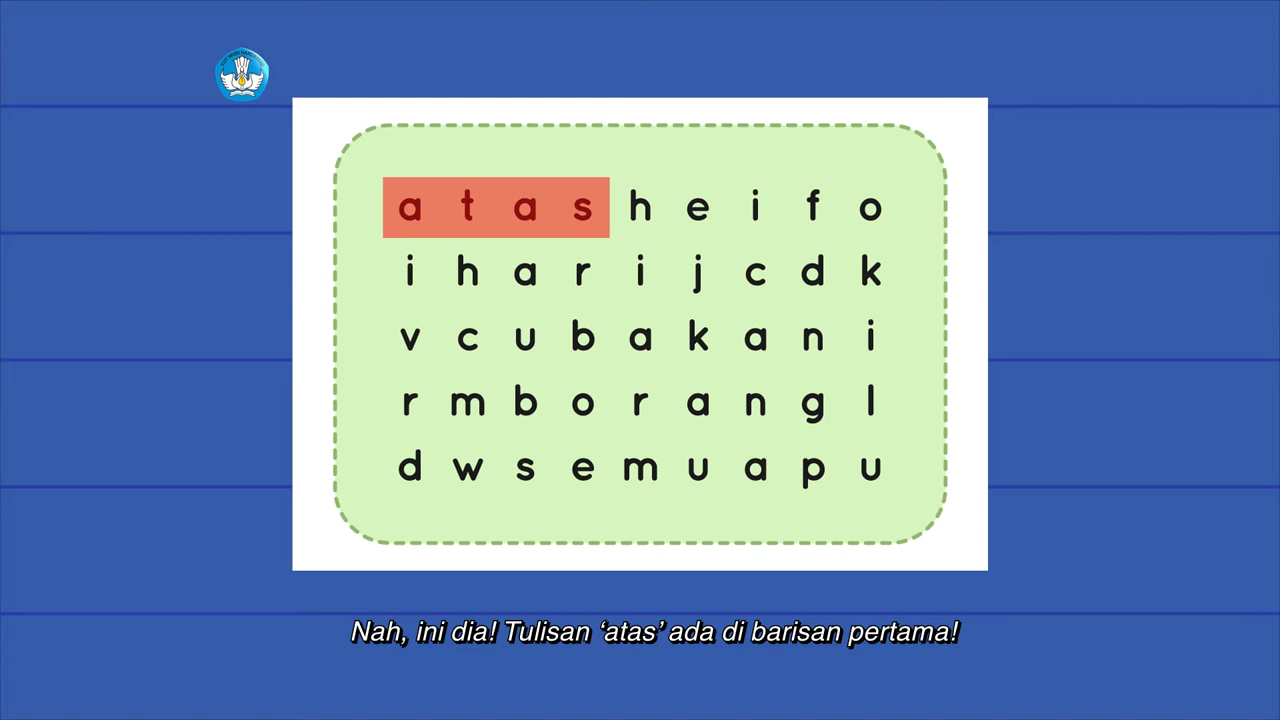 a t a s h e i f o
i h a r i j c d k
v c u b a k a n i
r m b o r a n g l
d w s e m u a p u
Nah, ini dia! Tulisan ‘atas’ ada di barisan pertama!